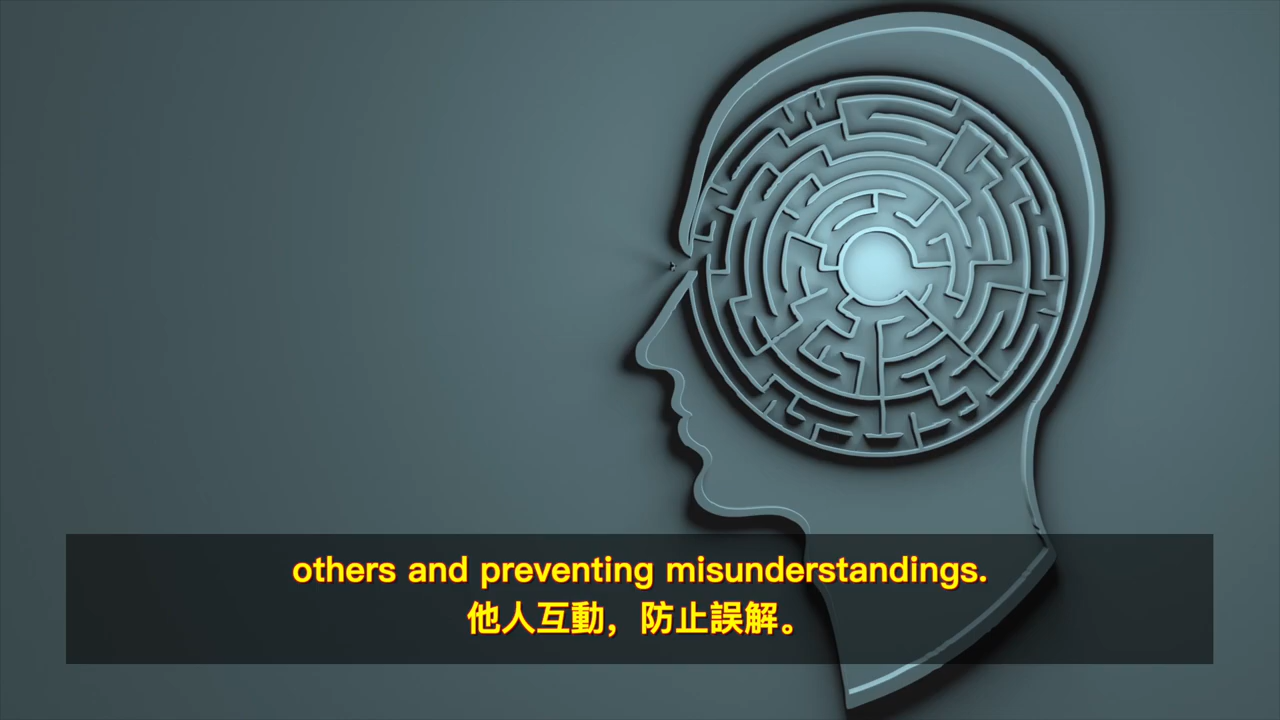 others and preventing misunderstandings.
他人互動，防止誤解。